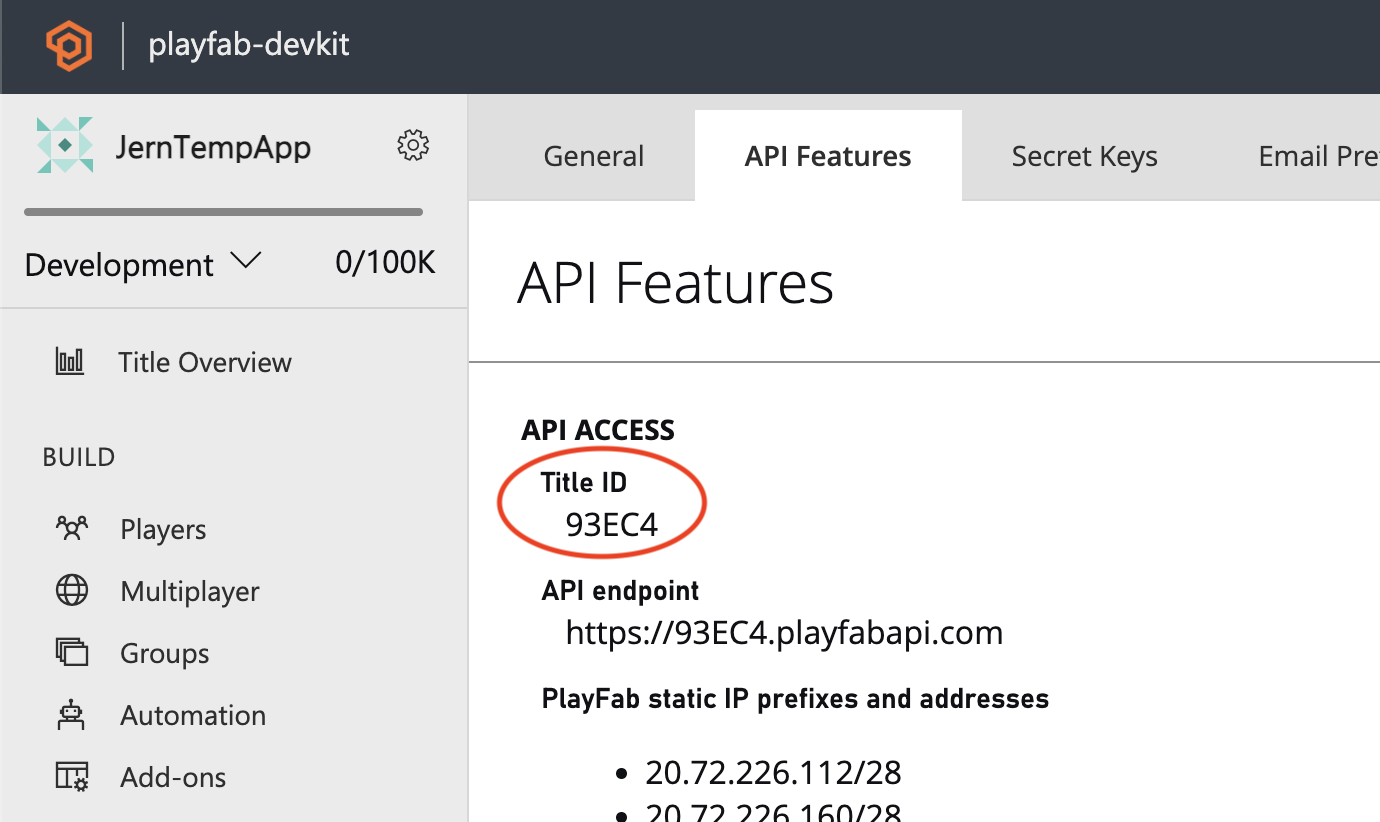 playfab-devkit
JernTempApp
Development 0/100K
Title Overview
BUILD
Players
Multiplayer
Groups
Automation
Add-ons
General API Features Secret Keys Email Pre
API Features
API ACCESS
Title ID
93EC4
API endpoint
https://93EC4.playfabapi.com
PlayFab static IP prefixes and addresses
20.72.226.112/28
20.72.226.160/28